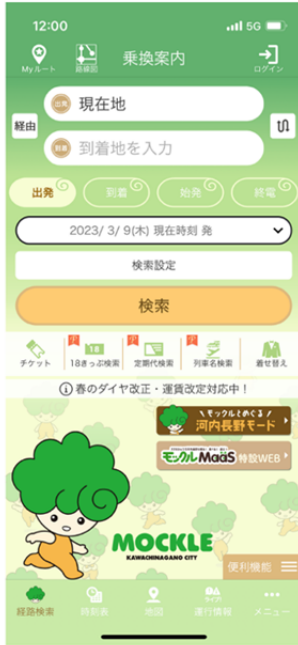 12:00
5G
Myルート
路線図
乗換案内
ログイン
出発
現在地
経由
到着
到着地を入力
出発
到着
始発
終電
2023/ 3/ 9(木) 現在時刻 発
検索設定
検索
チケット
18
18きっぷ検索
定期代検索
列車名検索
着せ替え
春のダイヤ改正・運賃改定対応中!
\モックルとめぐる/
河内長野モード
モックルMaaS 特設WEB
MOCKLE
KAWACHINAGANO CITY
便利機能
経路検索
時刻表
地図
運行情報
メニュー